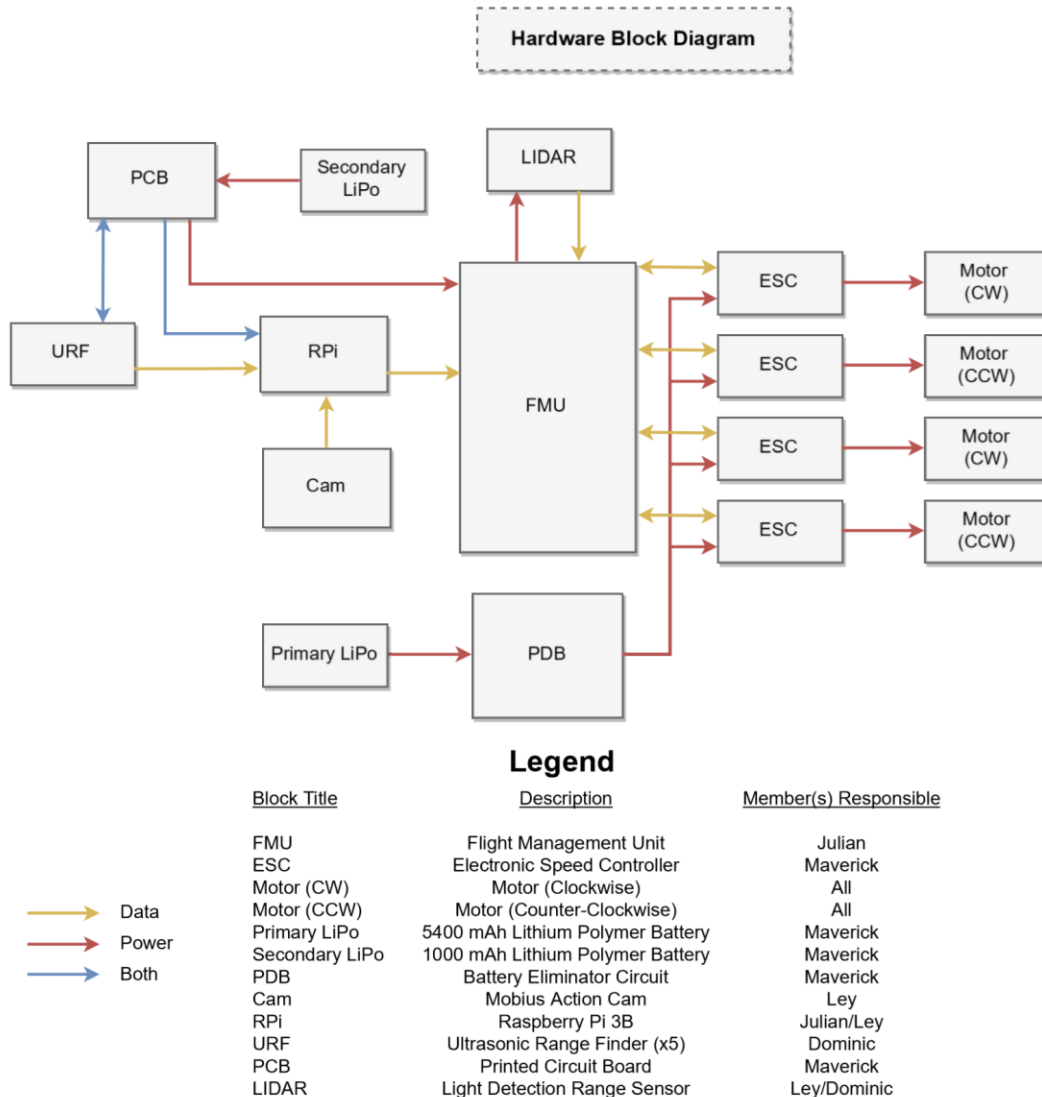 Hardware Block Diagram
PCB
Secondary
LiPo
LIDAR
URF
RPi
Cam
FMU
ESC
Motor
(CW)
ESC
Motor
(CCW)
ESC
Motor
(CW)
ESC
Motor
(CCW)
Primary LiPo
PDB
Legend
Block Title Description Member(s) Responsible
FMU Flight Management Unit Julian
ESC Electronic Speed Controller Maverick
Motor (CW) Motor (Clockwise) All
Motor (CCW) Motor (Counter-Clockwise) All
Primary LiPo 5400 mAh Lithium Polymer Battery Maverick
Secondary LiPo 1000 mAh Lithium Polymer Battery Maverick
PDB Battery Eliminator Circuit Maverick
Cam Mobius Action Cam Ley
RPi Raspberry Pi 3B Julian/Ley
URF Ultrasonic Range Finder (x5) Dominic
PCB Printed Circuit Board Maverick
LIDAR Light Detection Range Sensor Ley/Dominic
Data
Power
Both